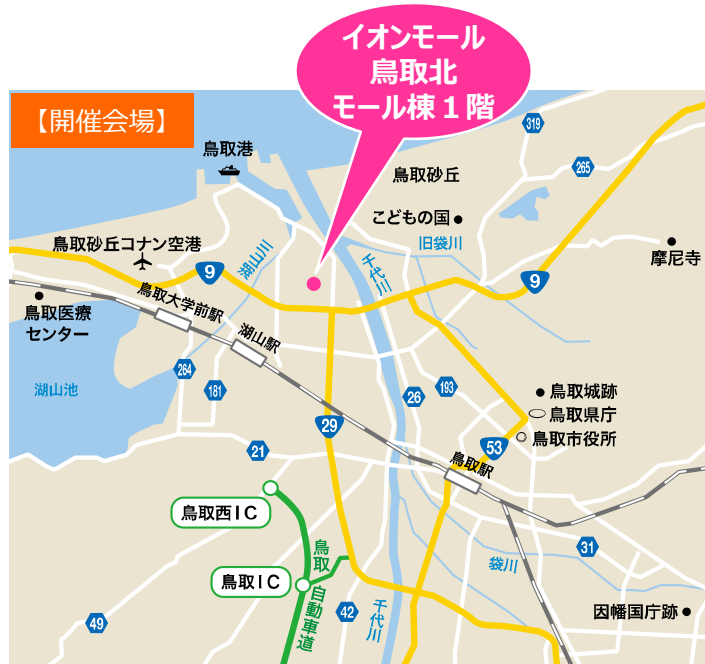 イオンモール
鳥取北
モール棟1階
【開催会場】
鳥取港
319
265
鳥取砂丘
こどもの国
旧袋川
鳥取砂丘コナン空港
湖山川
千代川
摩尼寺
9
9
鳥取医療
センター
鳥取大学前駅
湖山駅
264
181
湖山池
26
193
鳥取城跡
鳥取県庁
鳥取市役所
29
53
21
鳥取駅
鳥取西IC
鳥取IC
鳥取
自動車道
31
袋川
49
42
千代川
因幡国庁跡